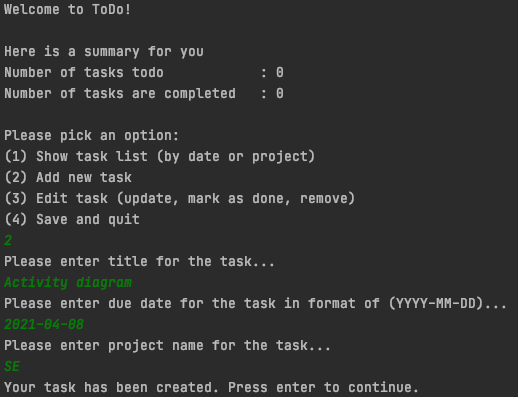 Welcome to ToDo!
Here is a summary for you
Number of tasks todo            : 0
Number of tasks are completed   : 0
Please pick an option:
(1) Show task list (by date or project)
(2) Add new task
(3) Edit task (update, mark as done, remove)
(4) Save and quit
2
Please enter title for the task...
Activity diagram
Please enter due date for the task in format of (YYYY-MM-DD)...
2021-04-08
Please enter project name for the task...
SE
Your task has been created. Press enter to continue.